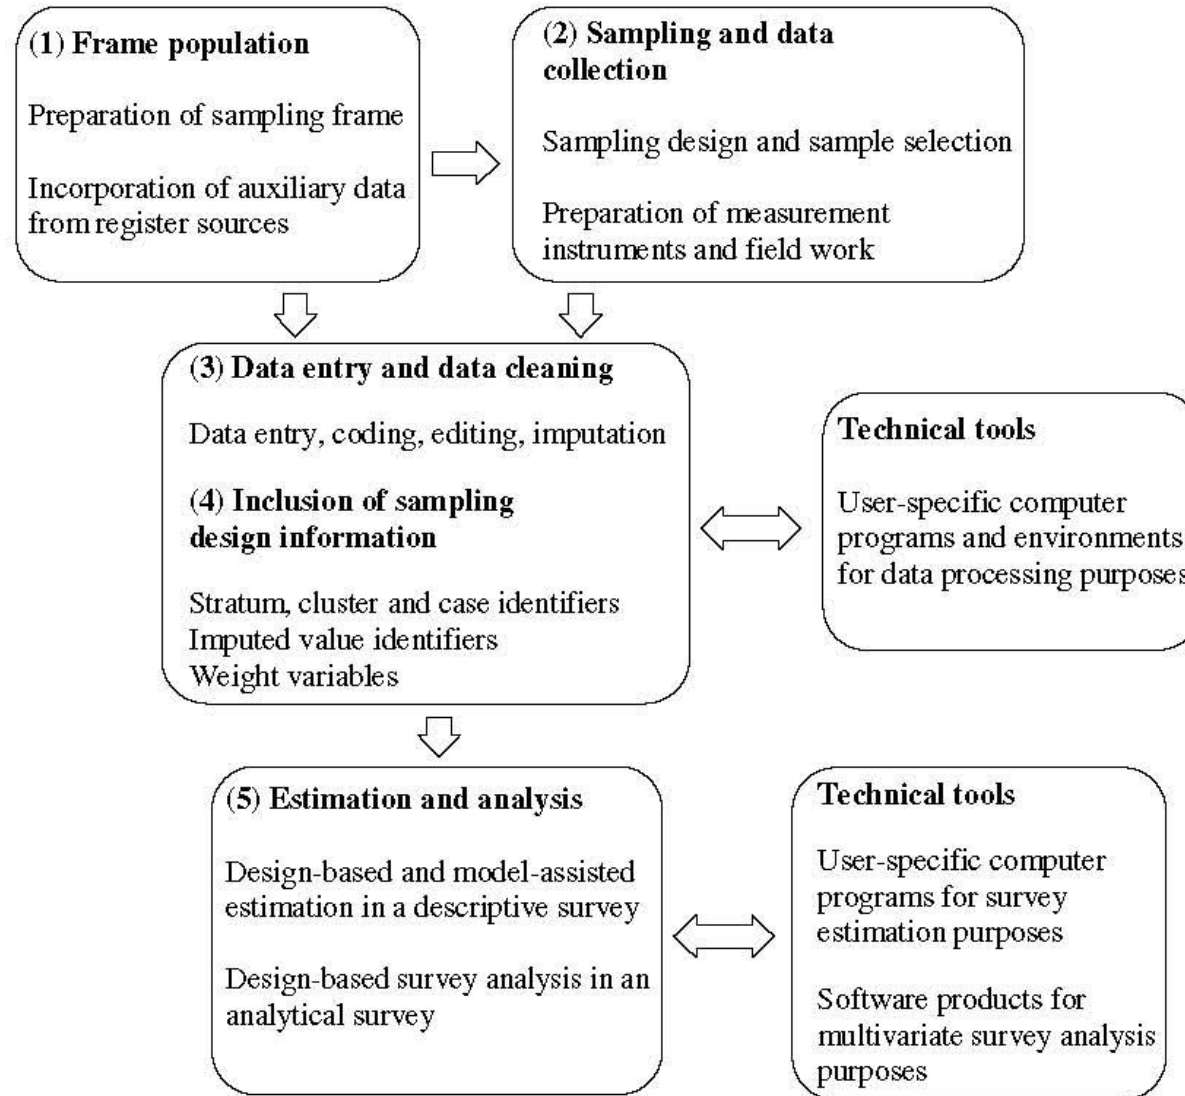 (1) Frame population
Preparation of sampling frame
Incorporation of auxiliary data
from register sources
(2) Sampling and data
collection
Sampling design and sample selection
Preparation of measurement
instruments and field work
(3) Data entry and data cleaning
Data entry, coding, editing, imputation
(4) Inclusion of sampling
design information
Stratum, cluster and case identifiers
Imputed value identifiers
Weight variables
Technical tools
User-specific computer
programs and environments
for data processing purposes
(5) Estimation and analysis
Design-based and model-assisted
estimation in a descriptive survey
Design-based survey analysis in an
analytical survey
Technical tools
User-specific computer
programs for survey
estimation purposes
Software products for
multivariate survey analysis
purposes